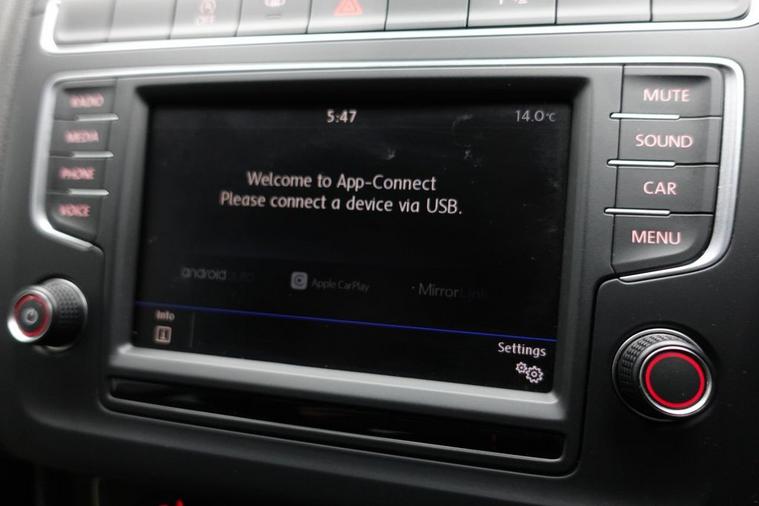 RADIO
MEDIA
PHONE
VOICE
5:47
14.0°C
Welcome to App-Connect
Please connect a device via USB.
androidauto
Apple CarPlay
MirrorLink
Info
Settings
MUTE
SOUND
CAR
MENU